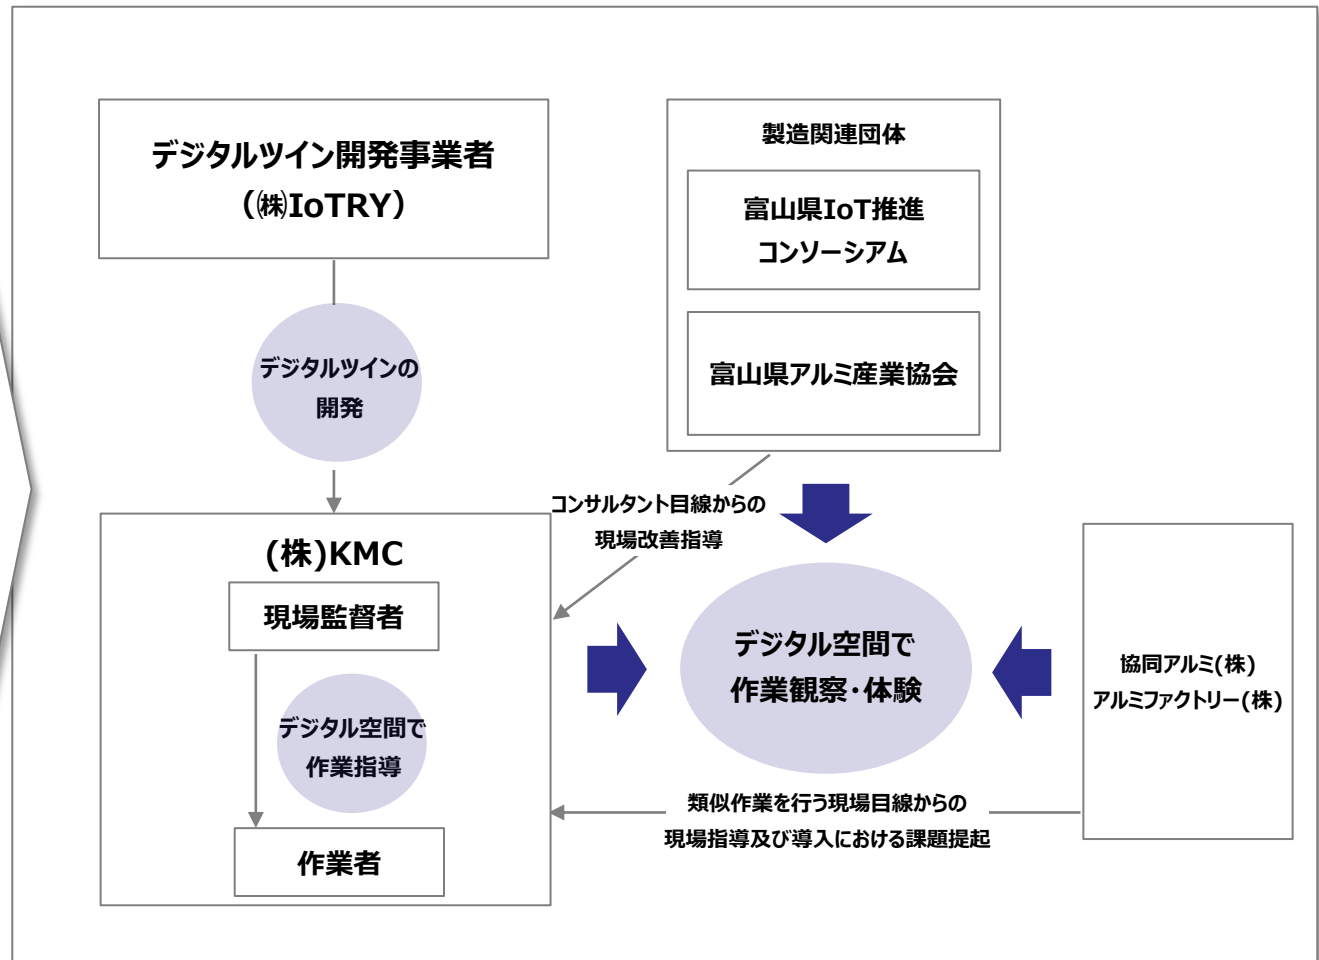 デジタルツイン開発事業者
(㈱IoTRY)
製造関連団体
富山県IoT推進
コンソーシアム
富山県アルミ産業協会
デジタルツインの
開発
コンサルタント目線からの
現場改善指導
(株)KMC
現場監督者
デジタル空間で
作業指導
作業者
デジタル空間で
作業観察・体験
協同アルミ(株)
アルミファクトリー(株)
類似作業を行う現場目線からの
現場指導及び導入における課題提起